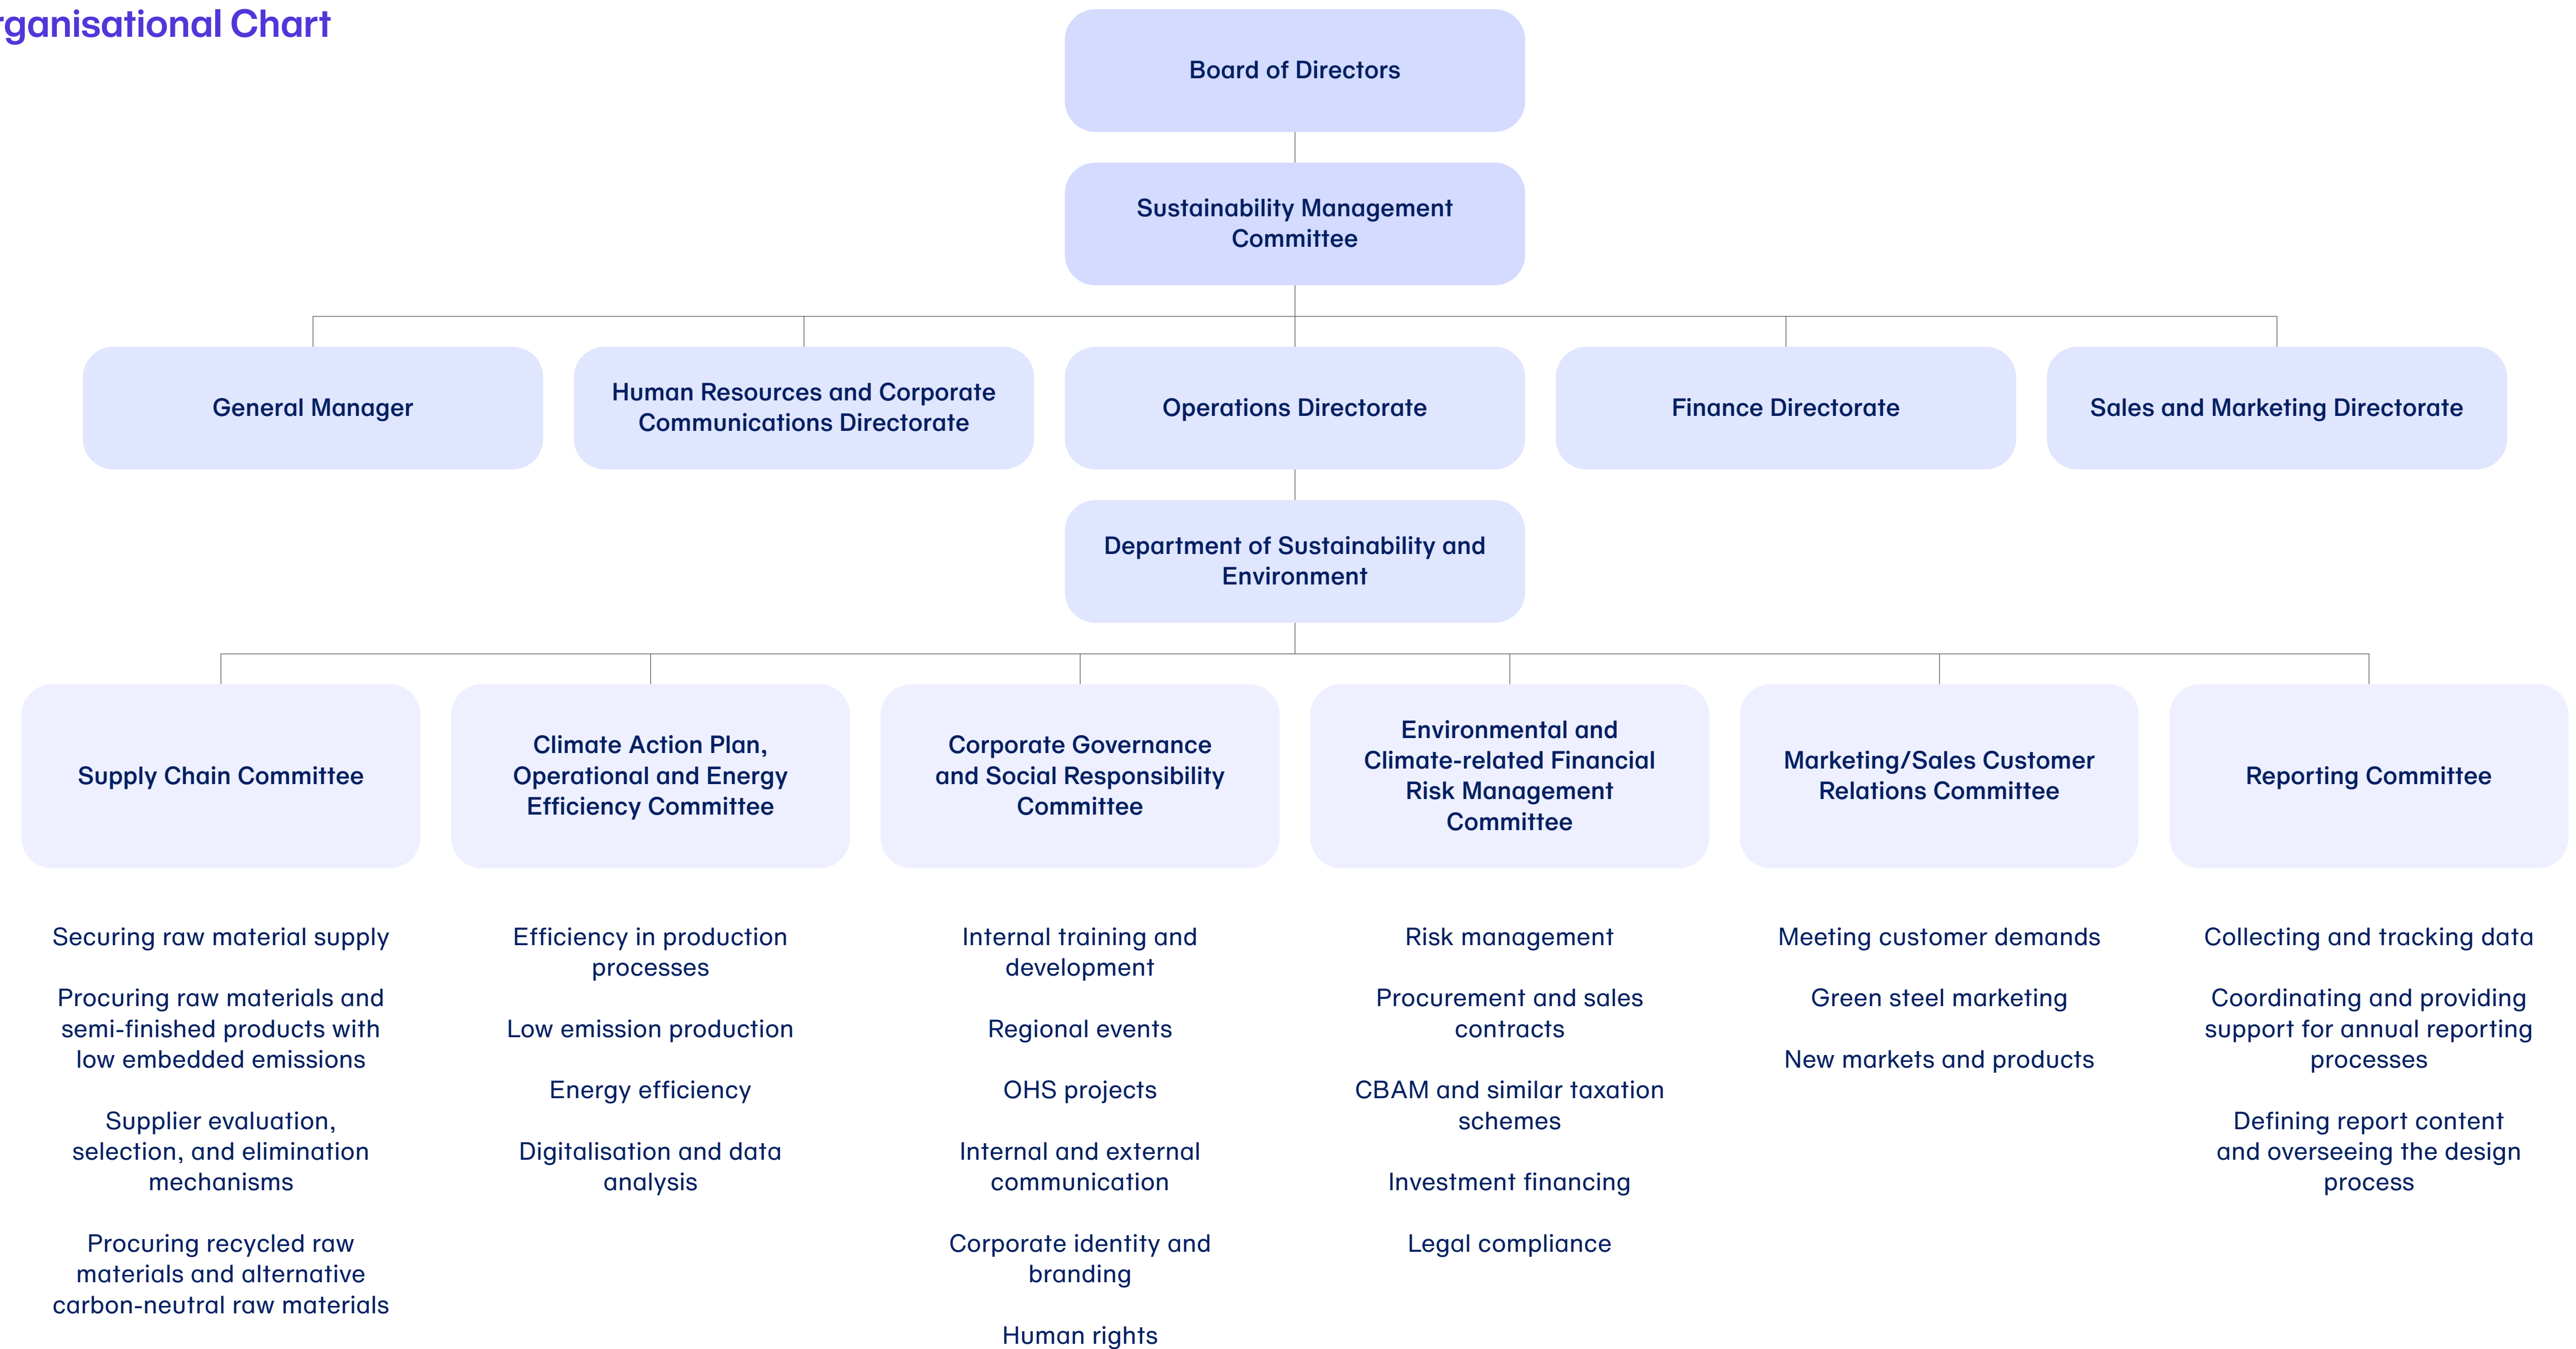 rganisational Chart
Board of Directors
Sustainability Management
Committee
General Manager
Human Resources and Corporate
Communications Directorate
Operations Directorate
Finance Directorate
Sales and Marketing Directorate
Department of Sustainability and
Environment
Supply Chain Committee
Climate Action Plan,
Operational and Energy
Efficiency Committee
Corporate Governance
and Social Responsibility
Committee
Environmental and
Climate-related Financial
Risk Management
Committee
Marketing/Sales Customer
Relations Committee
Reporting Committee
Securing raw material supply
Procuring raw materials and
semi-finished products with
low embedded emissions
Supplier evaluation,
selection, and elimination
mechanisms
Procuring recycled raw
materials and alternative
carbon-neutral raw materials
Efficiency in production
processes
Low emission production
Energy efficiency
Digitalisation and data
analysis
Internal training and
development
Regional events
OHS projects
Internal and external
communication
Corporate identity and
branding
Human rights
Risk management
Procurement and sales
contracts
CBAM and similar taxation
schemes
Investment financing
Legal compliance
Meeting customer demands
Green steel marketing
New markets and products
Collecting and tracking data
Coordinating and providing
support for annual reporting
processes
Defining report content
and overseeing the design
process